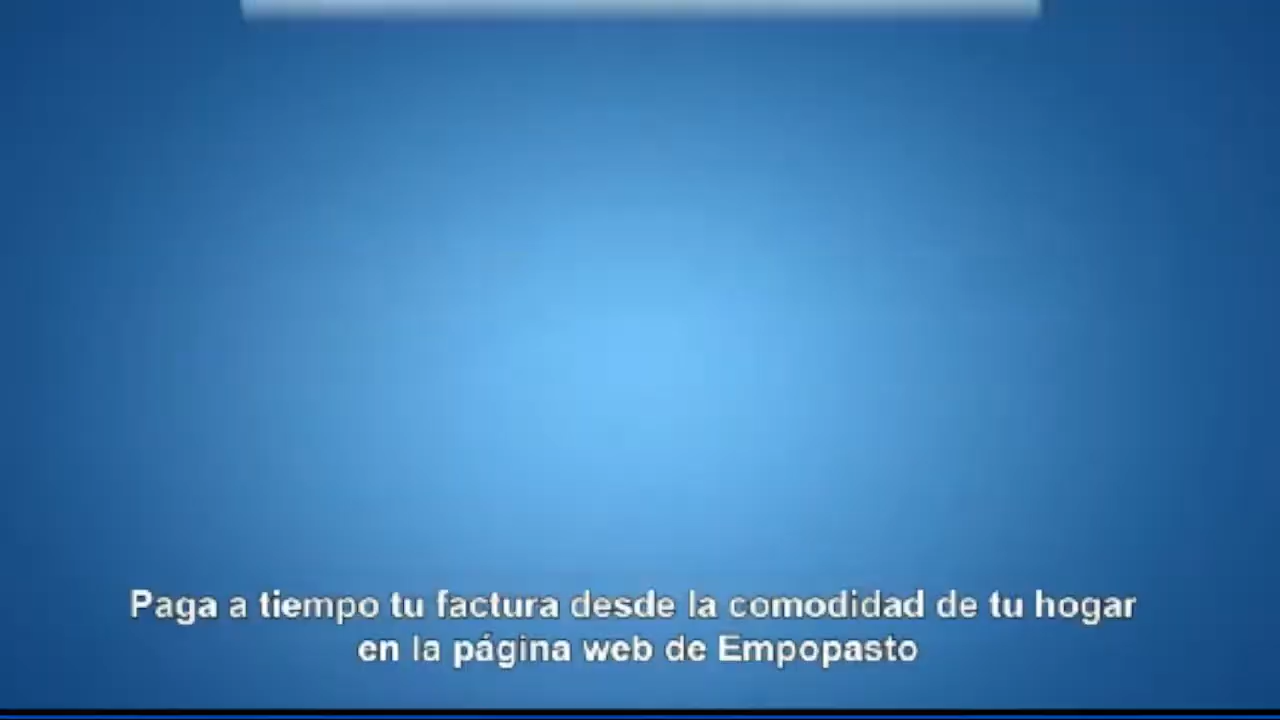 Paga a tiempo tu factura desde la comodidad de tu hogar
en la página web de Empopasto